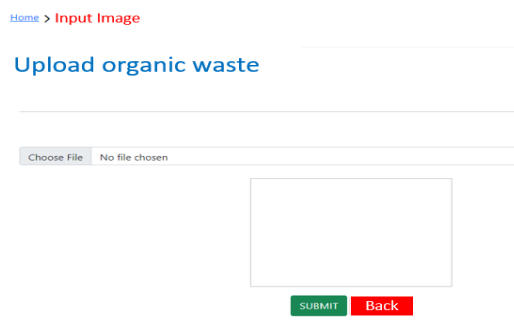 Home > Input Image
Upload organic waste
Choose File No file chosen
SUBMIT Back